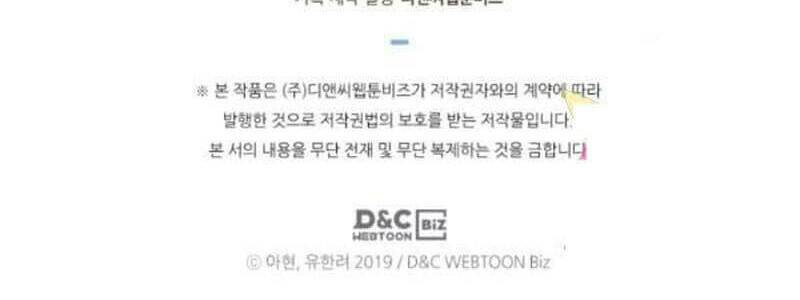 ※ 본 작품은 (주)디앤씨웹툰비즈가 저작권자와의 계약에 따라
발행한 것으로 저작권법의 보호를 받는 저작물입니다.
본 서의 내용을 무단 전재 및 무단 복제하는 것을 금합니다
D&C BiZ
WEBTOON
ⓒ 아현, 유한려 2019 / D&C WEBTOON Biz